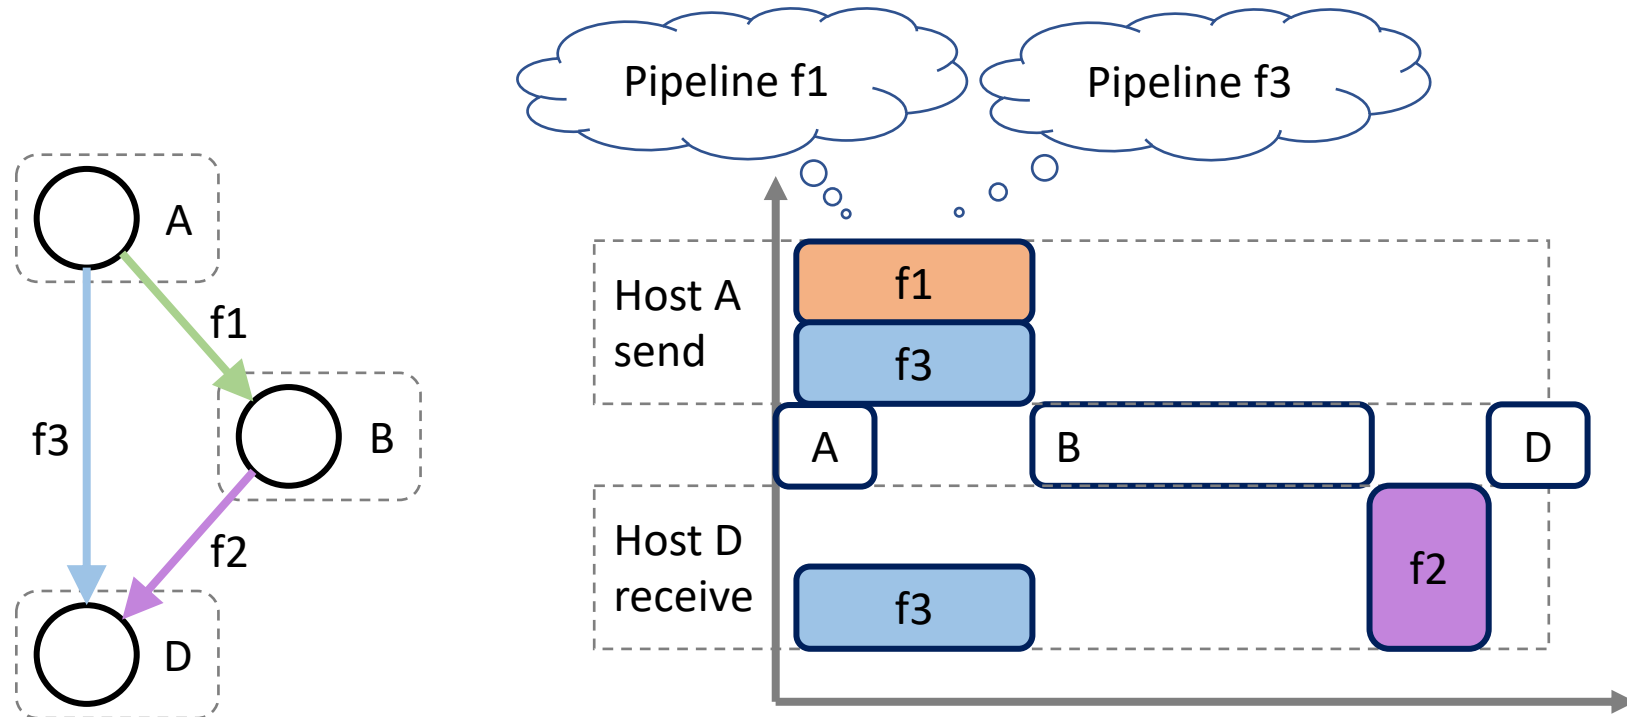 A
f1
f3
B
f2
D
Pipeline f1
Pipeline f3
Host A
send
f1
f3
A
B
D
Host D
receive
f3
f2